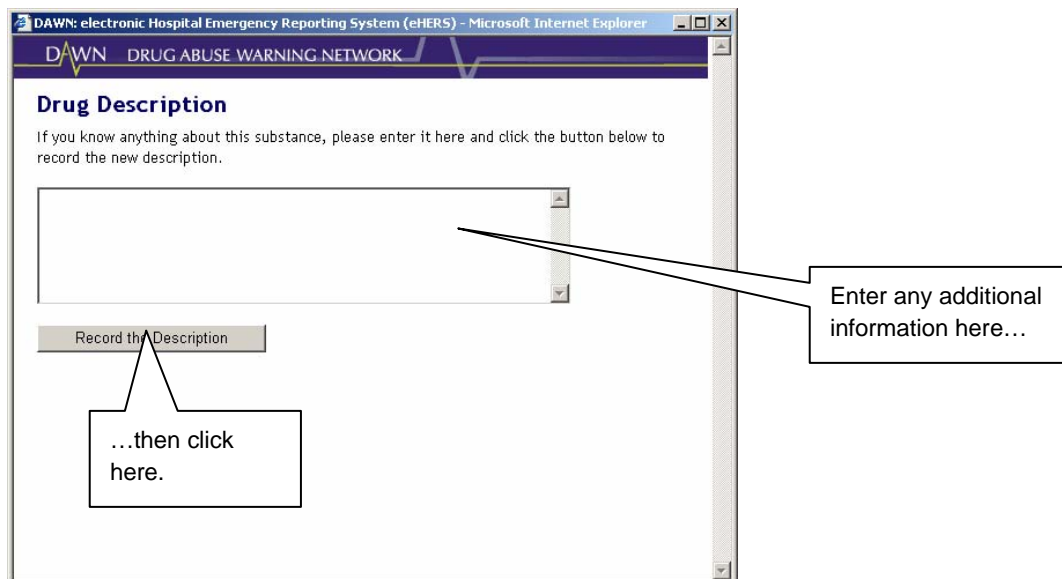 DAWN: electronic Hospital Emergency Reporting System (eHERS) - Microsoft Internet Explorer
DAWN DRUG ABUSE WARNING NETWORK
Drug Description
If you know anything about this substance, please enter it here and click the button below to
record the new description.
Enter any additional
information here…
Record the Description
…then click
here.